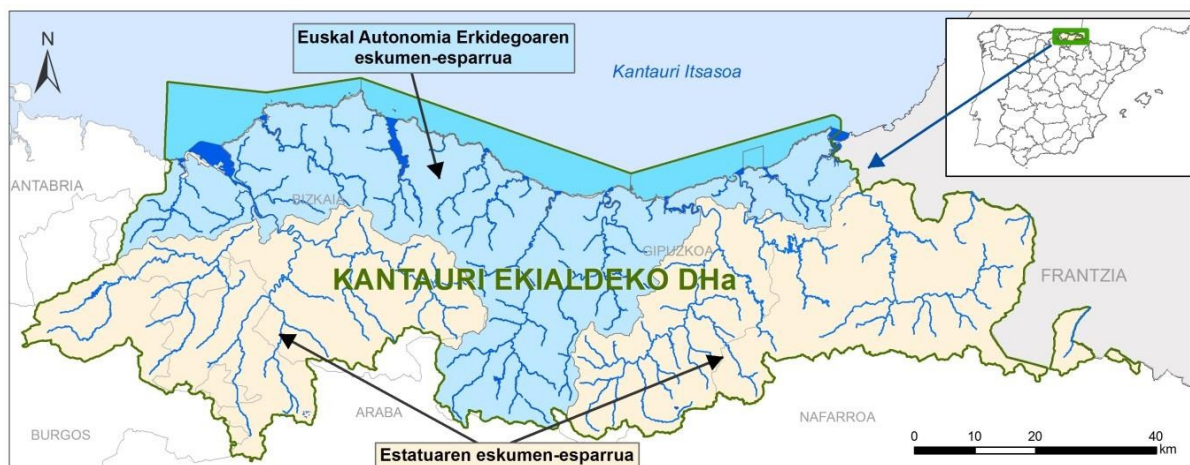 N
Euskal Autonomia Erkidegoaren
eskumen-esparrua
Kantauri Itsasoa
ANTABRIA
BIZKAIA
GIPUZKOA
KANTAURI EKIALDEKO DHa
FRANTZIA
ARABA
NAFARROA
BURGOS
Estatuaren eskumen-esparrua
0 10 20 40
km